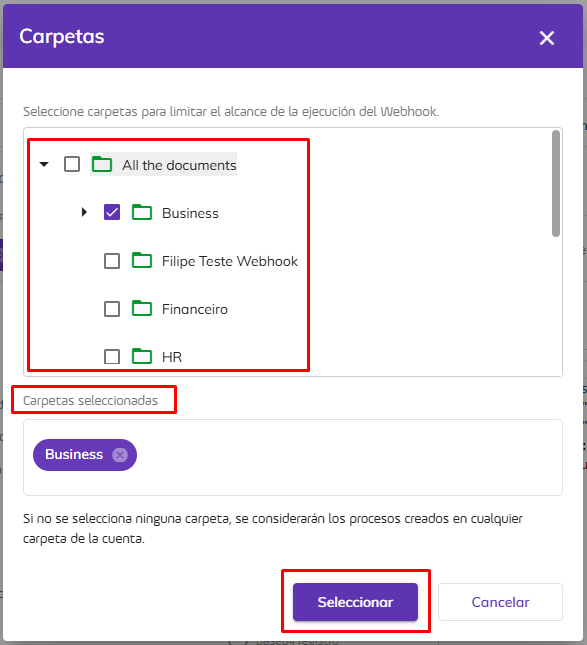 Carpetas
Seleccione carpetas para limitar el alcance de la ejecución del Webhook.
All the documents
Business
Filipe Teste Webhook
Financeiro
HR
Carpetas seleccionadas
Business
Si no se selecciona ninguna carpeta, se considerarán los procesos creados en cualquier
carpeta de la cuenta.
Seleccionar
Cancelar